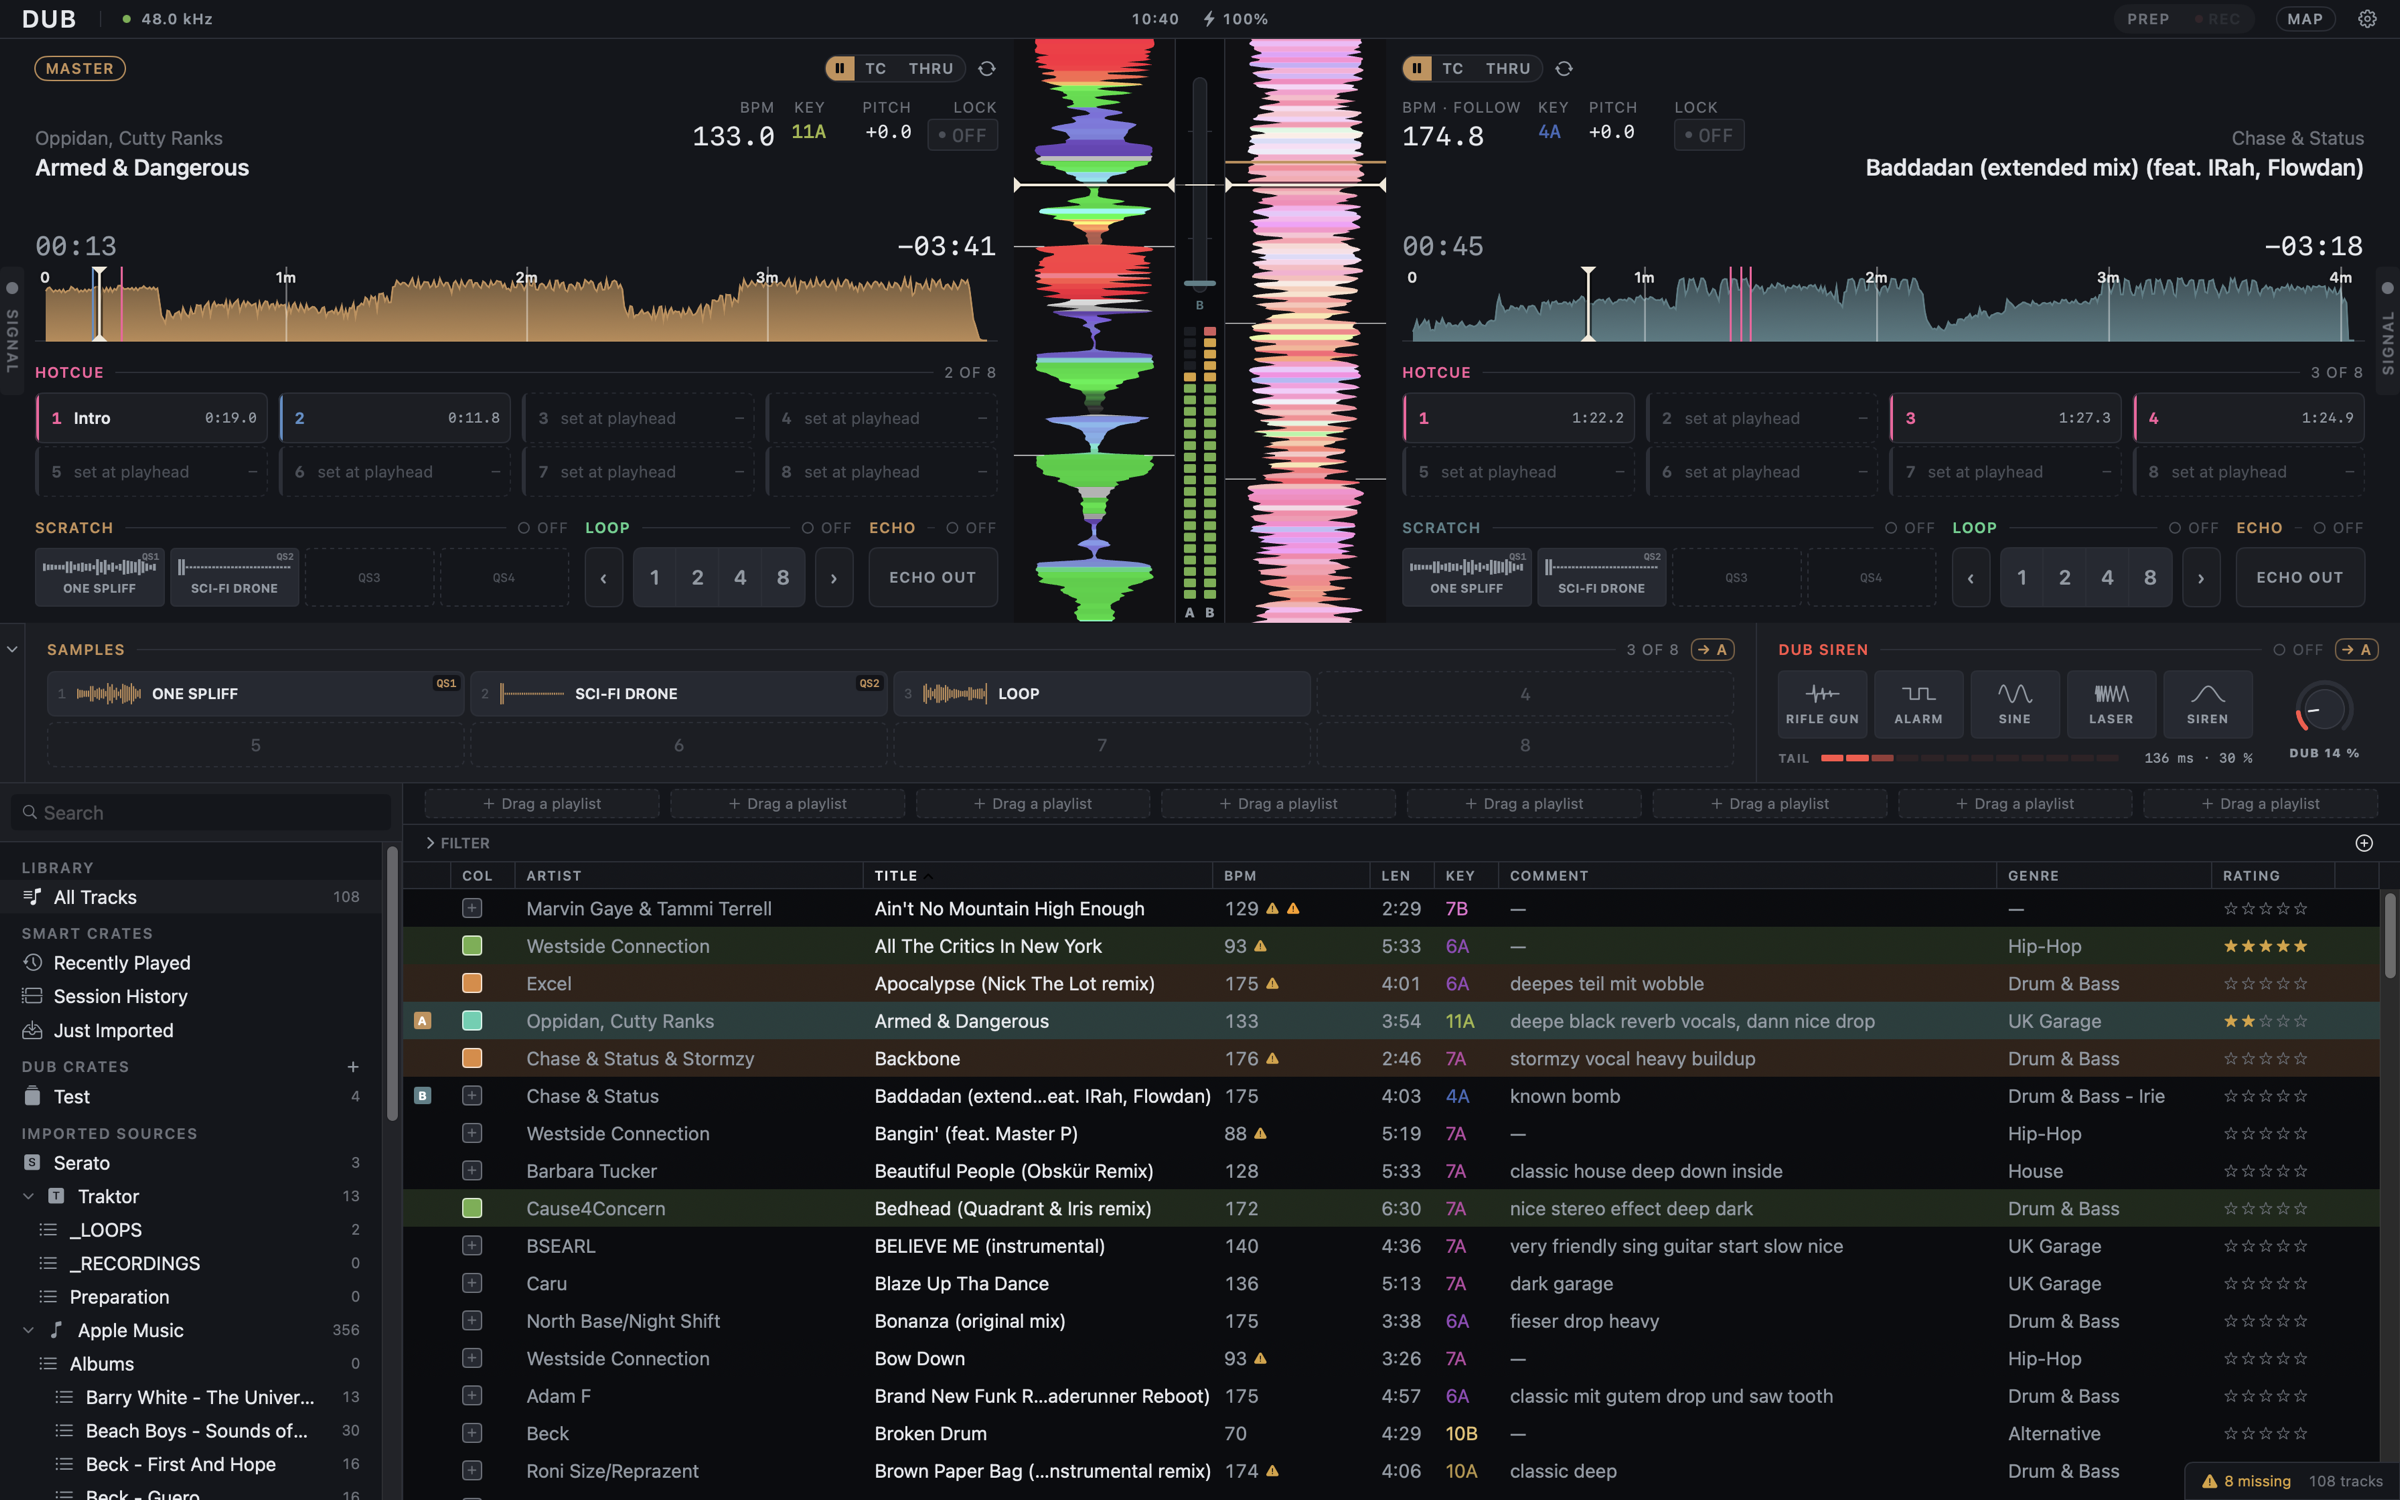 DUB 48.0 kHz 10:40 100% PREP REC MAP
MASTER TC THRU
BPM KEY PITCH LOCK
133.0 11A +0.0 OFF
Oppidan, Cutty Ranks
Armed & Dangerous
00:13 -03:41
0 1m 2m 3m
SIGNAL
HOTCUE 2 OF 8
1 Intro 0:19.0 2 0:11.8 3 set at playhead – 4 set at playhead –
5 set at playhead – 6 set at playhead – 7 set at playhead – 8 set at playhead –
SCRATCH OFF LOOP OFF ECHO OFF
QS1 ONE SPLIFF QS2 SCI-FI DRONE QS3 QS4 ‹ 1 2 4 8 › ECHO OUT
B
A B
TC THRU
BPM · FOLLOW KEY PITCH LOCK
174.8 4A +0.0 OFF
Chase & Status
Baddadan (extended mix) (feat. IRah, Flowdan)
00:45 -03:18
0 1m 2m 3m 4m
SIGNAL
HOTCUE 3 OF 8
1 1:22.2 2 set at playhead – 3 1:27.3 4 1:24.9
5 set at playhead – 6 set at playhead – 7 set at playhead – 8 set at playhead –
SCRATCH OFF LOOP OFF ECHO OFF
QS1 ONE SPLIFF QS2 SCI-FI DRONE QS3 QS4 ‹ 1 2 4 8 › ECHO OUT
SAMPLES 3 OF 8 → A
1 ONE SPLIFF QS1 2 SCI-FI DRONE QS2 3 LOOP 4
5 6 7 8
DUB SIREN OFF → A
RIFLE GUN ALARM SINE LASER SIREN
TAIL 136 ms · 30 % DUB 14 %
Search
LIBRARY
All Tracks 108
SMART CRATES
Recently Played
Session History
Just Imported
DUB CRATES +
Test 4
IMPORTED SOURCES
S Serato 3
T Traktor 13
_LOOPS 2
_RECORDINGS 0
Preparation 0
Apple Music 356
Albums 0
Barry White - The Univer... 13
Beach Boys - Sounds of... 30
Beck - First And Hope 16
Beck - Guero 16
+ Drag a playlist + Drag a playlist + Drag a playlist + Drag a playlist + Drag a playlist + Drag a playlist + Drag a playlist + Drag a playlist
FILTER
COL ARTIST TITLE BPM LEN KEY COMMENT GENRE RATING
Marvin Gaye & Tammi Terrell Ain't No Mountain High Enough 129 2:29 7B — —
Westside Connection All The Critics In New York 93 5:33 6A — Hip-Hop
Excel Apocalypse (Nick The Lot remix) 175 4:01 6A deepes teil mit wobble Drum & Bass
A Oppidan, Cutty Ranks Armed & Dangerous 133 3:54 11A deepe black reverb vocals, dann nice drop UK Garage
Chase & Status & Stormzy Backbone 176 2:46 7A stormzy vocal heavy buildup Drum & Bass
B Chase & Status Baddadan (extend...eat. IRah, Flowdan) 175 4:03 4A known bomb Drum & Bass - Irie
Westside Connection Bangin' (feat. Master P) 88 5:19 7A — Hip-Hop
Barbara Tucker Beautiful People (Obskür Remix) 128 5:33 7A classic house deep down inside House
Cause4Concern Bedhead (Quadrant & Iris remix) 172 6:30 7A nice stereo effect deep dark Drum & Bass
BSEARL BELIEVE ME (instrumental) 140 4:36 7A very friendly sing guitar start slow nice UK Garage
Caru Blaze Up Tha Dance 136 5:13 7A dark garage UK Garage
North Base/Night Shift Bonanza (original mix) 175 3:38 6A fieser drop heavy Drum & Bass
Westside Connection Bow Down 93 3:26 7A — Hip-Hop
Adam F Brand New Funk R...aderunner Reboot) 175 4:57 6A classic mit gutem drop und saw tooth Drum & Bass
Beck Broken Drum 70 4:29 10B — Alternative
Roni Size/Reprazent Brown Paper Bag (...nstrumental remix) 174 4:06 10A classic deep Drum & Bass
8 missing 108 tracks